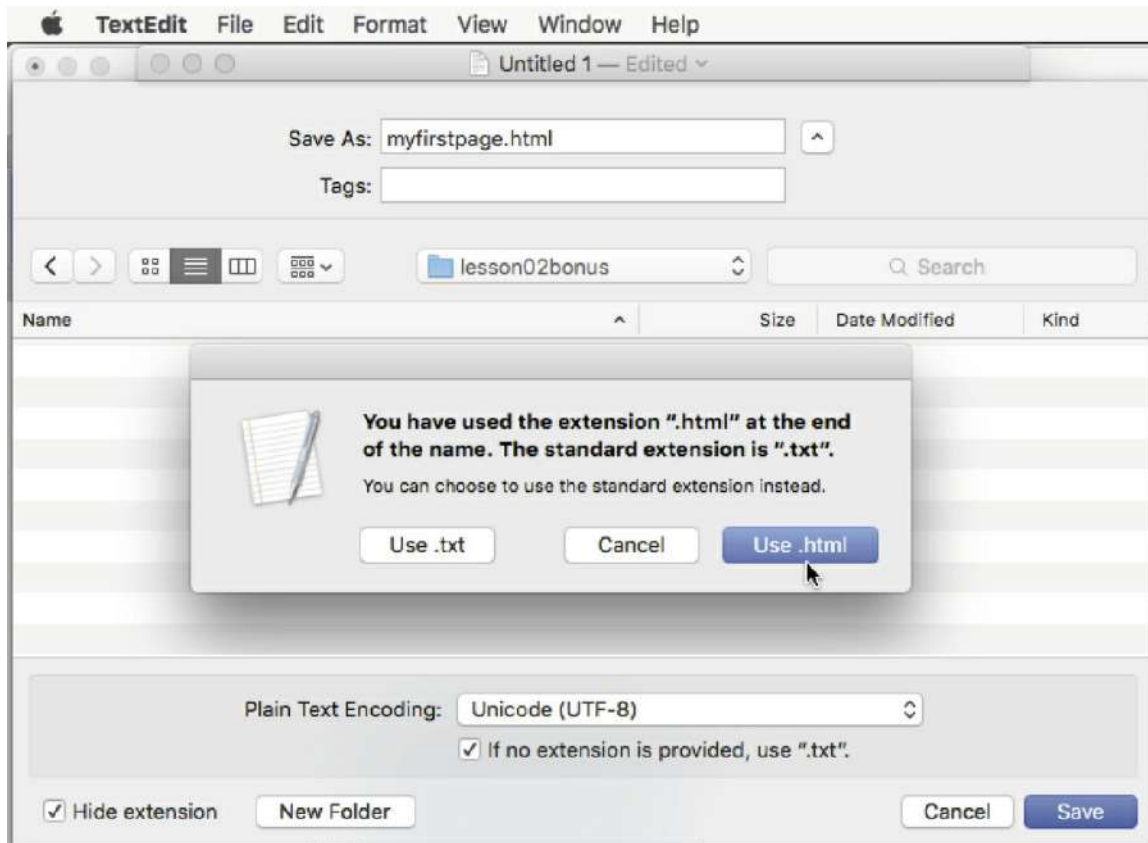 TextEdit File Edit Format View Window Help
Untitled 1 — Edited
Save As: myfirstpage.html
Tags:
lesson02bonus Search
Name Size Date Modified Kind
You have used the extension ".html" at the end
of the name. The standard extension is ".txt".
You can choose to use the standard extension instead.
Use .txt Cancel Use .html
Plain Text Encoding: Unicode (UTF-8)
If no extension is provided, use ".txt".
Hide extension New Folder Cancel Save